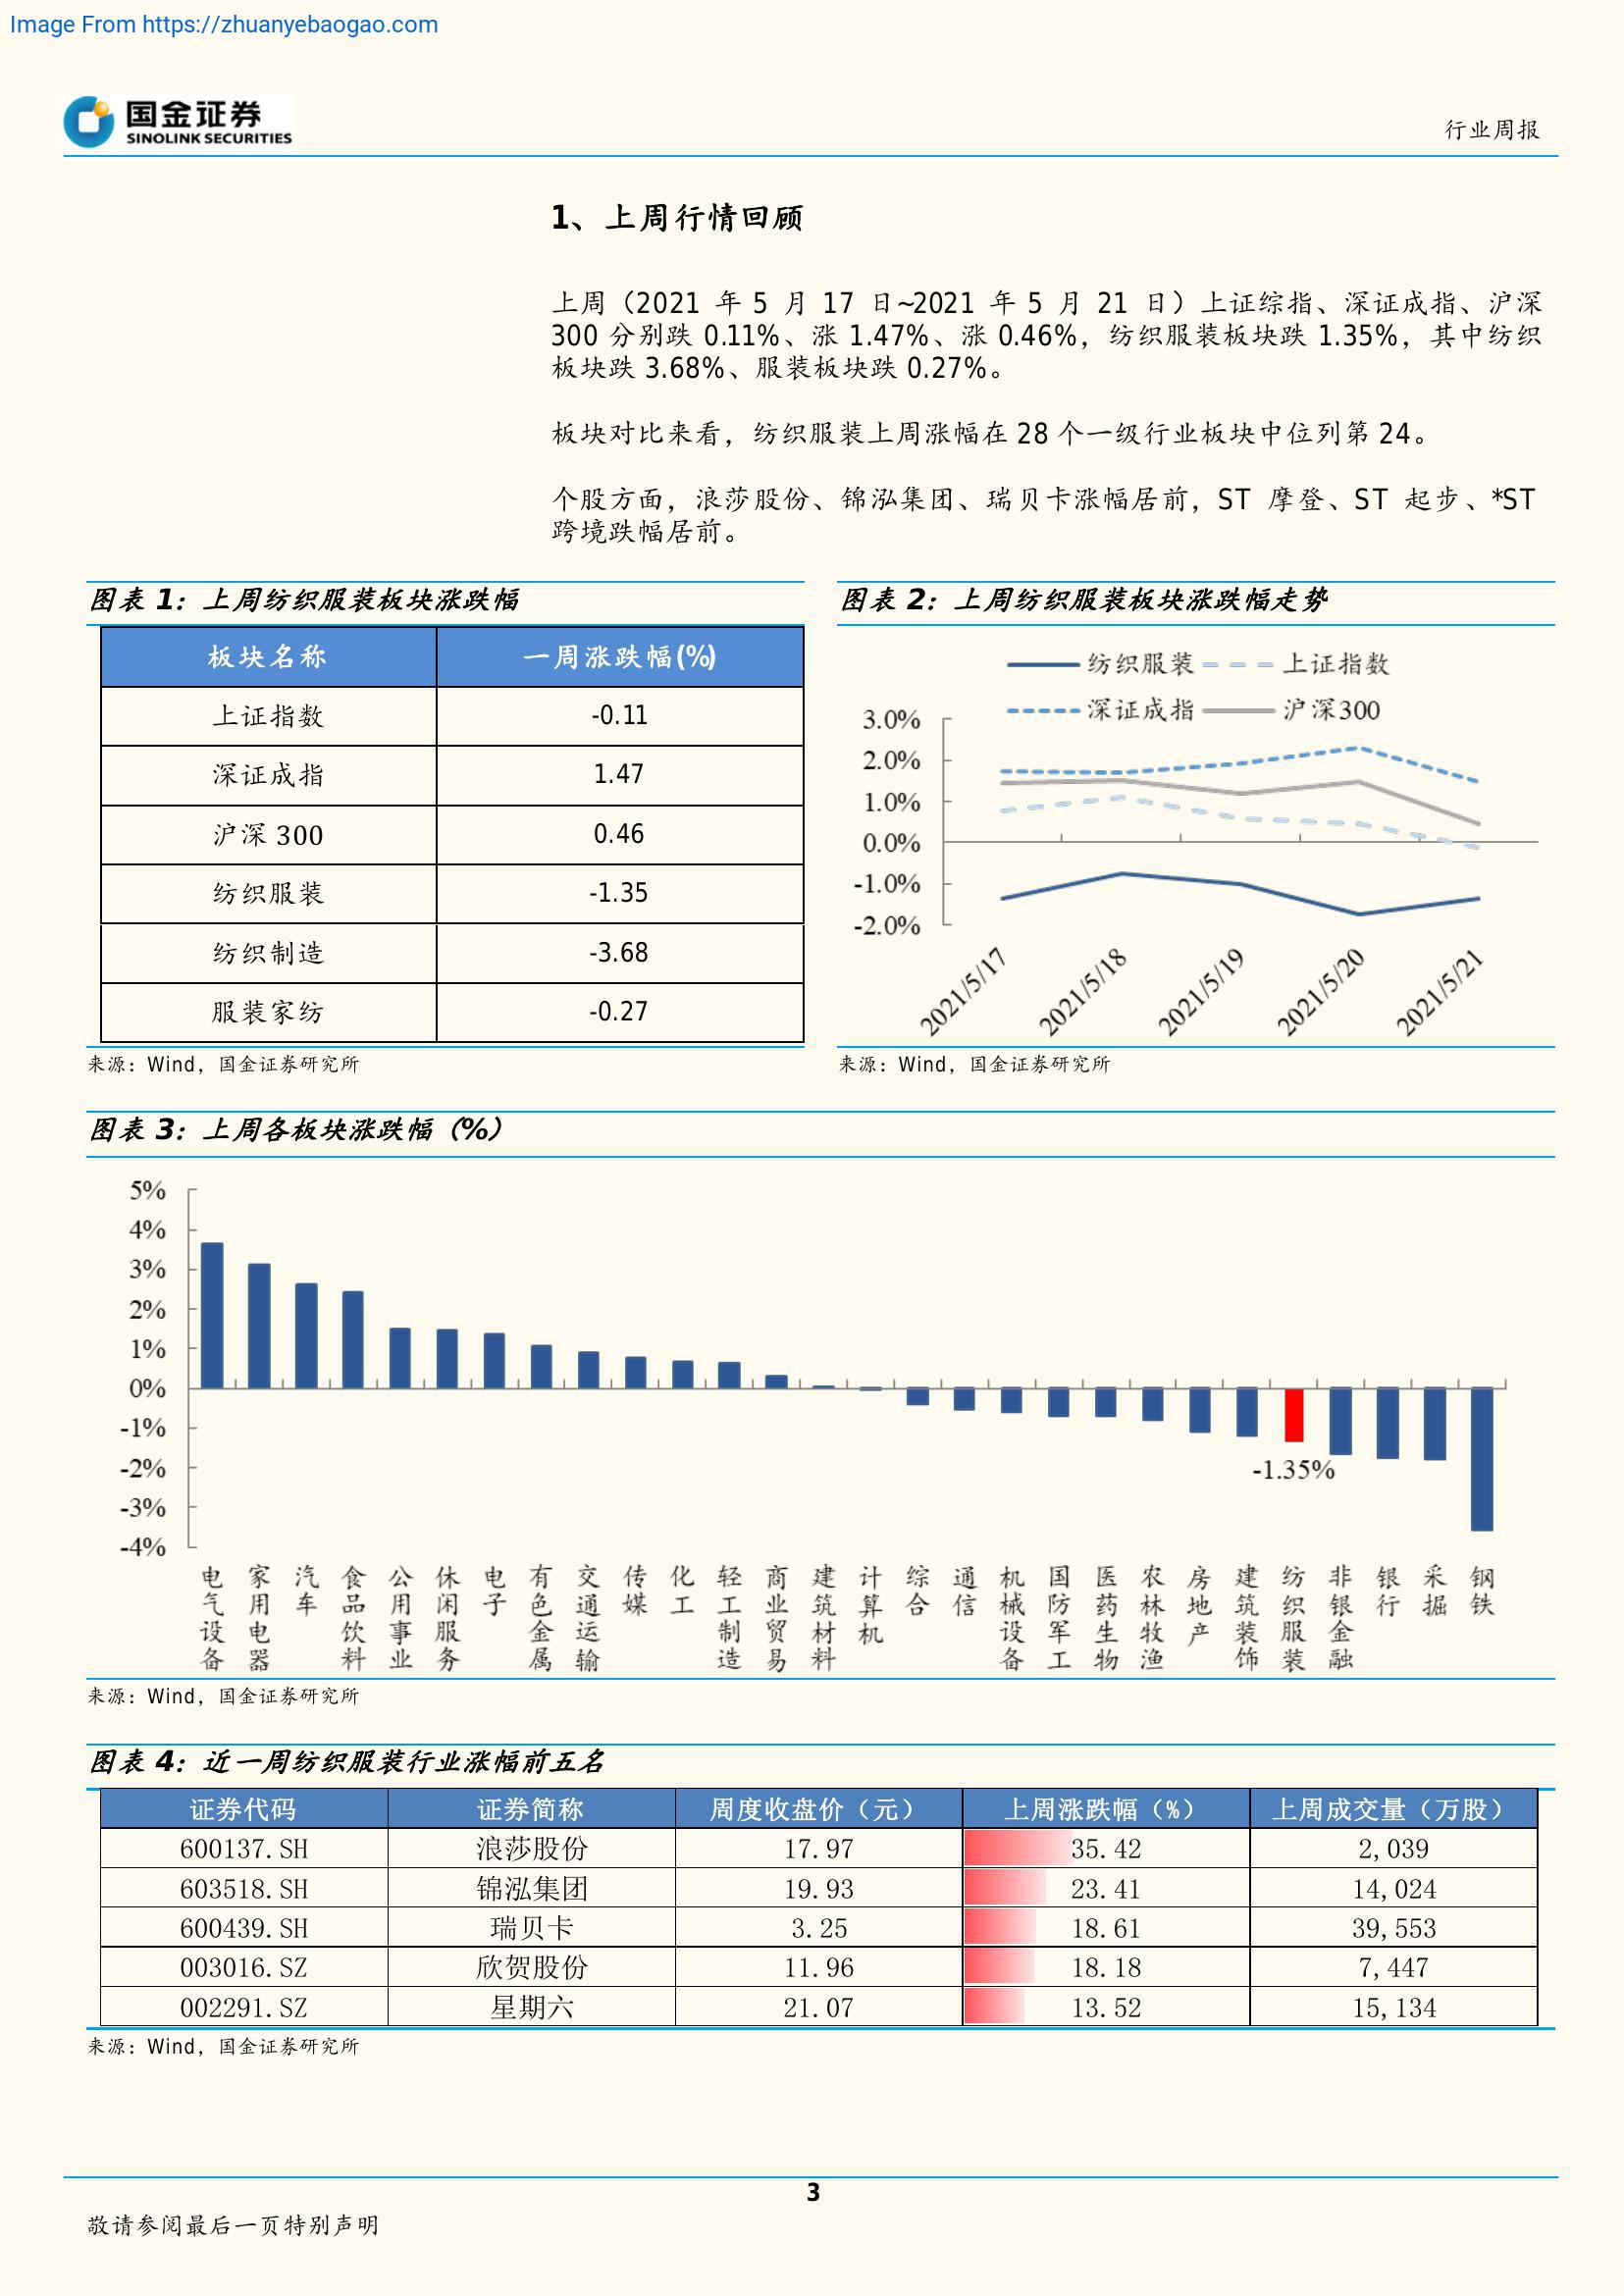 Image From https://zhuanyebaogao.com
国金证券
SINOLINK SECURITIES
行业周报
1、上周行情回顾
上周（2021 年 5 月 17 日~2021 年 5 月 21 日）上证综指、深证成指、沪深
300 分别跌 0.11%、涨 1.47%、涨 0.46%，纺织服装板块跌 1.35%，其中纺织
板块跌 3.68%、服装板块跌 0.27%。
板块对比来看，纺织服装上周涨幅在 28 个一级行业板块中位列第 24。
个股方面，浪莎股份、锦泓集团、瑞贝卡涨幅居前，ST 摩登、ST 起步、*ST
跨境跌幅居前。
图表 1：上周纺织服装板块涨跌幅
板块名称 一周涨跌幅(%)
上证指数 -0.11
深证成指 1.47
沪深 300 0.46
纺织服装 -1.35
纺织制造 -3.68
服装家纺 -0.27
来源：Wind，国金证券研究所
图表 2：上周纺织服装板块涨跌幅走势
纺织服装 上证指数
深证成指 沪深300
3.0%
2.0%
1.0%
0.0%
-1.0%
-2.0%
2021/5/17 2021/5/18 2021/5/19 2021/5/20 2021/5/21
来源：Wind，国金证券研究所
图表 3：上周各板块涨跌幅（%）
5%
4%
3%
2%
1%
0%
-1%
-2%
-3%
-4%
-1.35%
电气设备 家用电器 汽车 食品饮料 公用事业 休闲服务 电子 有色金属 交通运输 传媒 化工 轻工制造 商业贸易 建筑材料 计算机 综合 通信 机械设备 国防军工 医药生物 农林牧渔 房地产 建筑装饰 纺织服装 非银金融 银行 采掘 钢铁
来源：Wind，国金证券研究所
图表 4：近一周纺织服装行业涨幅前五名
证券代码 证券简称 周度收盘价（元） 上周涨跌幅（%） 上周成交量（万股）
600137.SH 浪莎股份 17.97 35.42 2,039
603518.SH 锦泓集团 19.93 23.41 14,024
600439.SH 瑞贝卡 3.25 18.61 39,553
003016.SZ 欣贺股份 11.96 18.18 7,447
002291.SZ 星期六 21.07 13.52 15,134
来源：Wind，国金证券研究所
3
敬请参阅最后一页特别声明